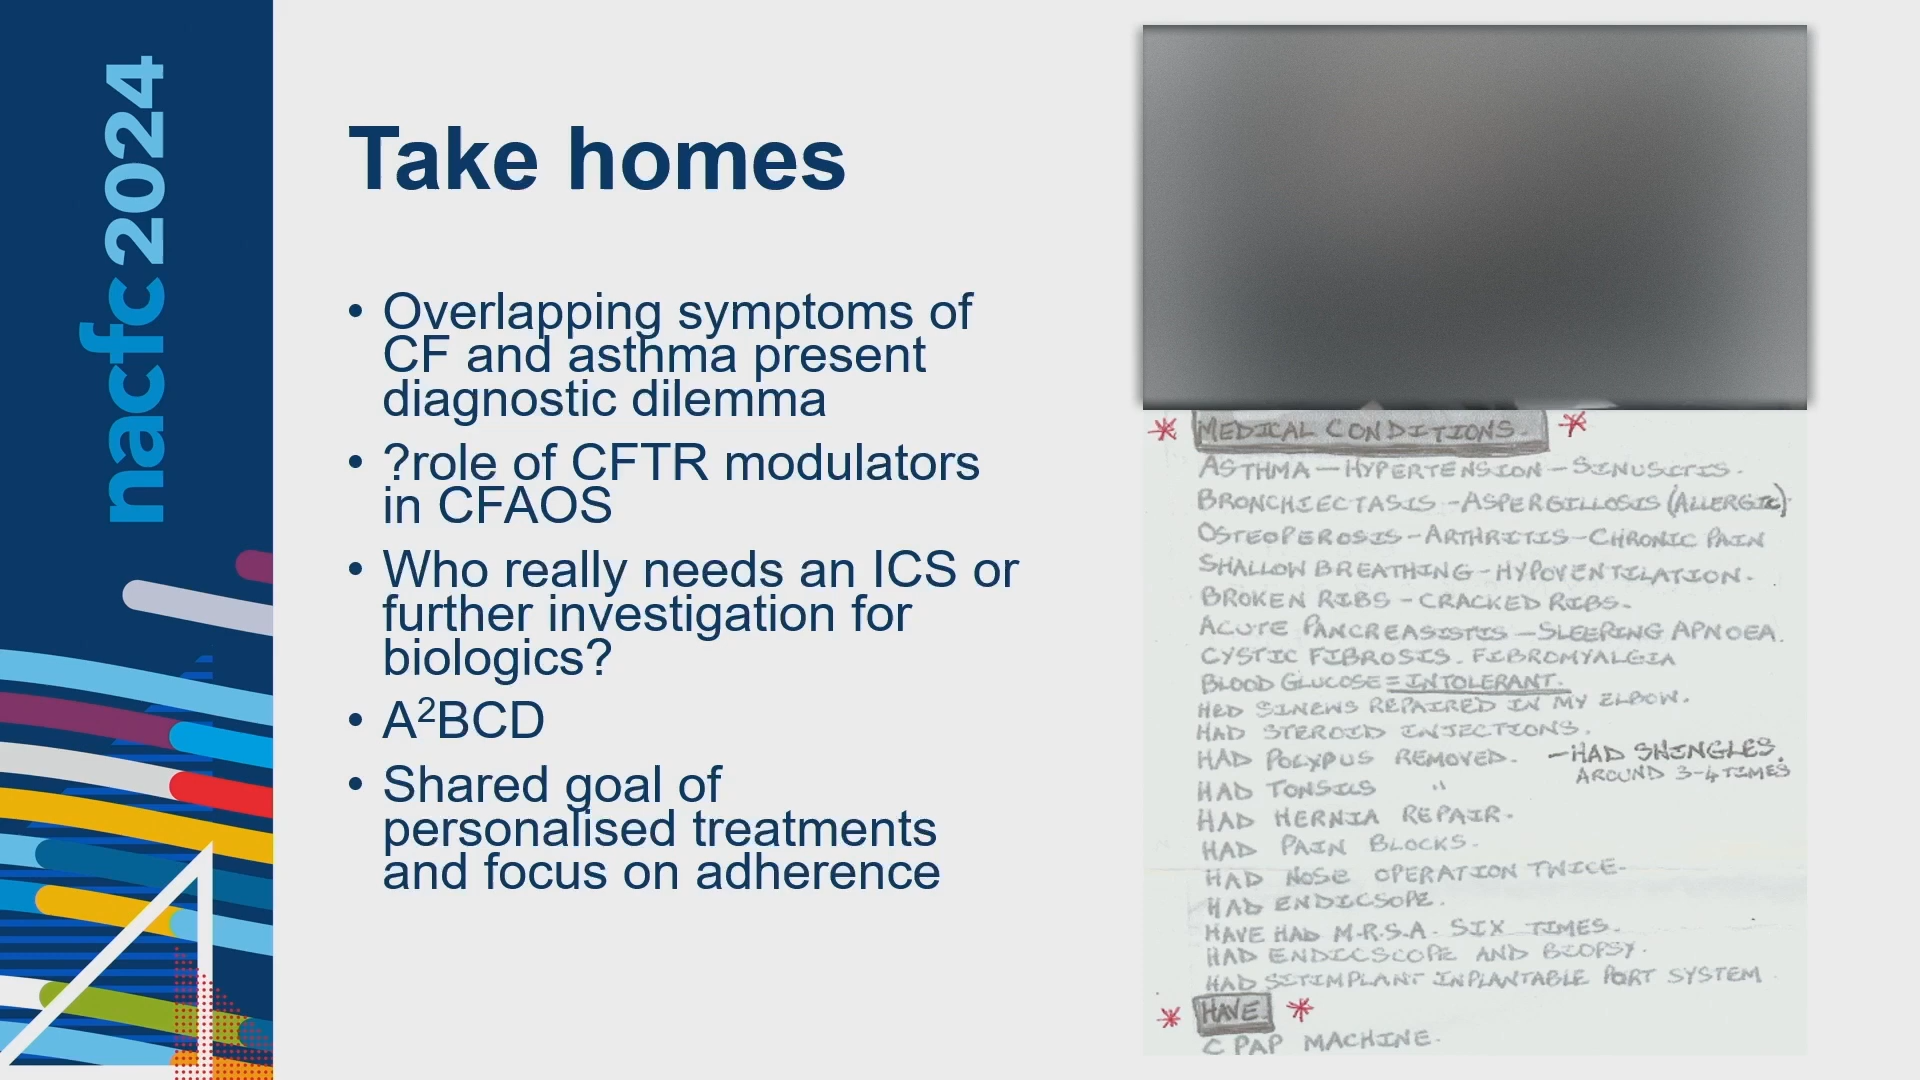 nacfc2024
Take homes
• Overlapping symptoms of
CF and asthma present
diagnostic dilemma
• ?role of CFTR modulators
in CFAOS
• Who really needs an ICS or
further investigation for
biologics?
• A²BCD
• Shared goal of
personalised treatments
and focus on adherence
* MEDICAL CONDITIONS. *
ASTHMA – HYPERTENSION – SINUSITIS.
BRONCHIECTASIS - ASPERGILLOSIS (ALLERGIC)
OSTEOPEROSIS - ARTHRITIS - CHRONIC PAIN
SHALLOW BREATHING - HYPOVENTILATION.
BROKEN RIBS - CRACKED RIBS.
ACUTE PANCREASISTIS – SLEEPING APNOEA.
CYSTIC FIBROSIS. FIBROMYALGIA
BLOOD GLUCOSE = INTOLERANT.
HED SINEWS REPAIRED IN MY ELBOW.
HAD STEROID INJECTIONS.
HAD POLYPUS REMOVED. – HAD SHINGLES.
AROUND 3-4 TIMES
HAD TONSILS "
HAD HERNIA REPAIR.
HAD PAIN BLOCKS.
HAD NOSE OPERATION TWICE-
HAD ENDICSOPE.
HAVE HAD M.R.S.A. SIX TIMES.
HAD ENDICSCOPE AND BIOPSY.
HAD SITIMPLANT INPLANTABLE PORT SYSTEM
* HAVE *
C PAP MACHINE.